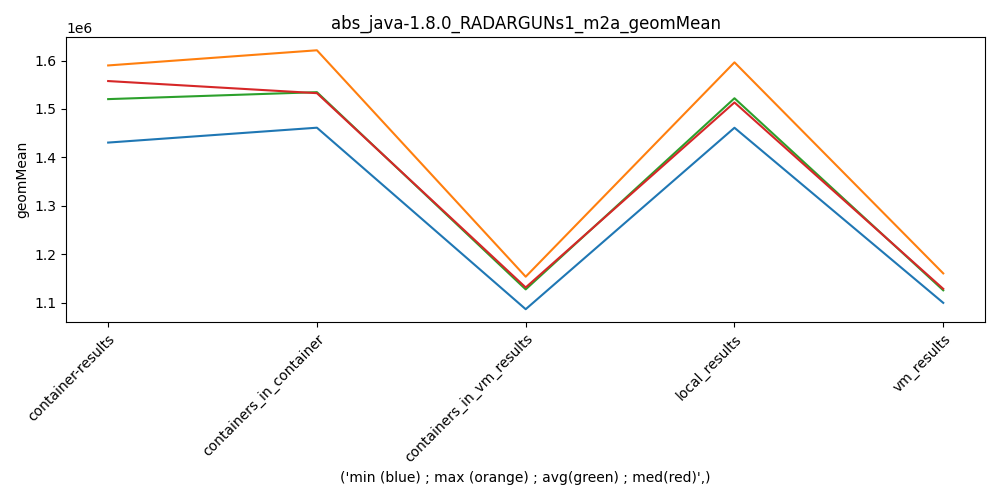 abs_java-1.8.0_RADARGUNs1_m2a_geomMean
1e6
1.6
1.5
1.4
1.3
1.2
1.1
geomMean
container-results
containers_in_container
containers_in_vm_results
local_results
vm_results
('min (blue) ; max (orange) ; avg(green) ; med(red)',)